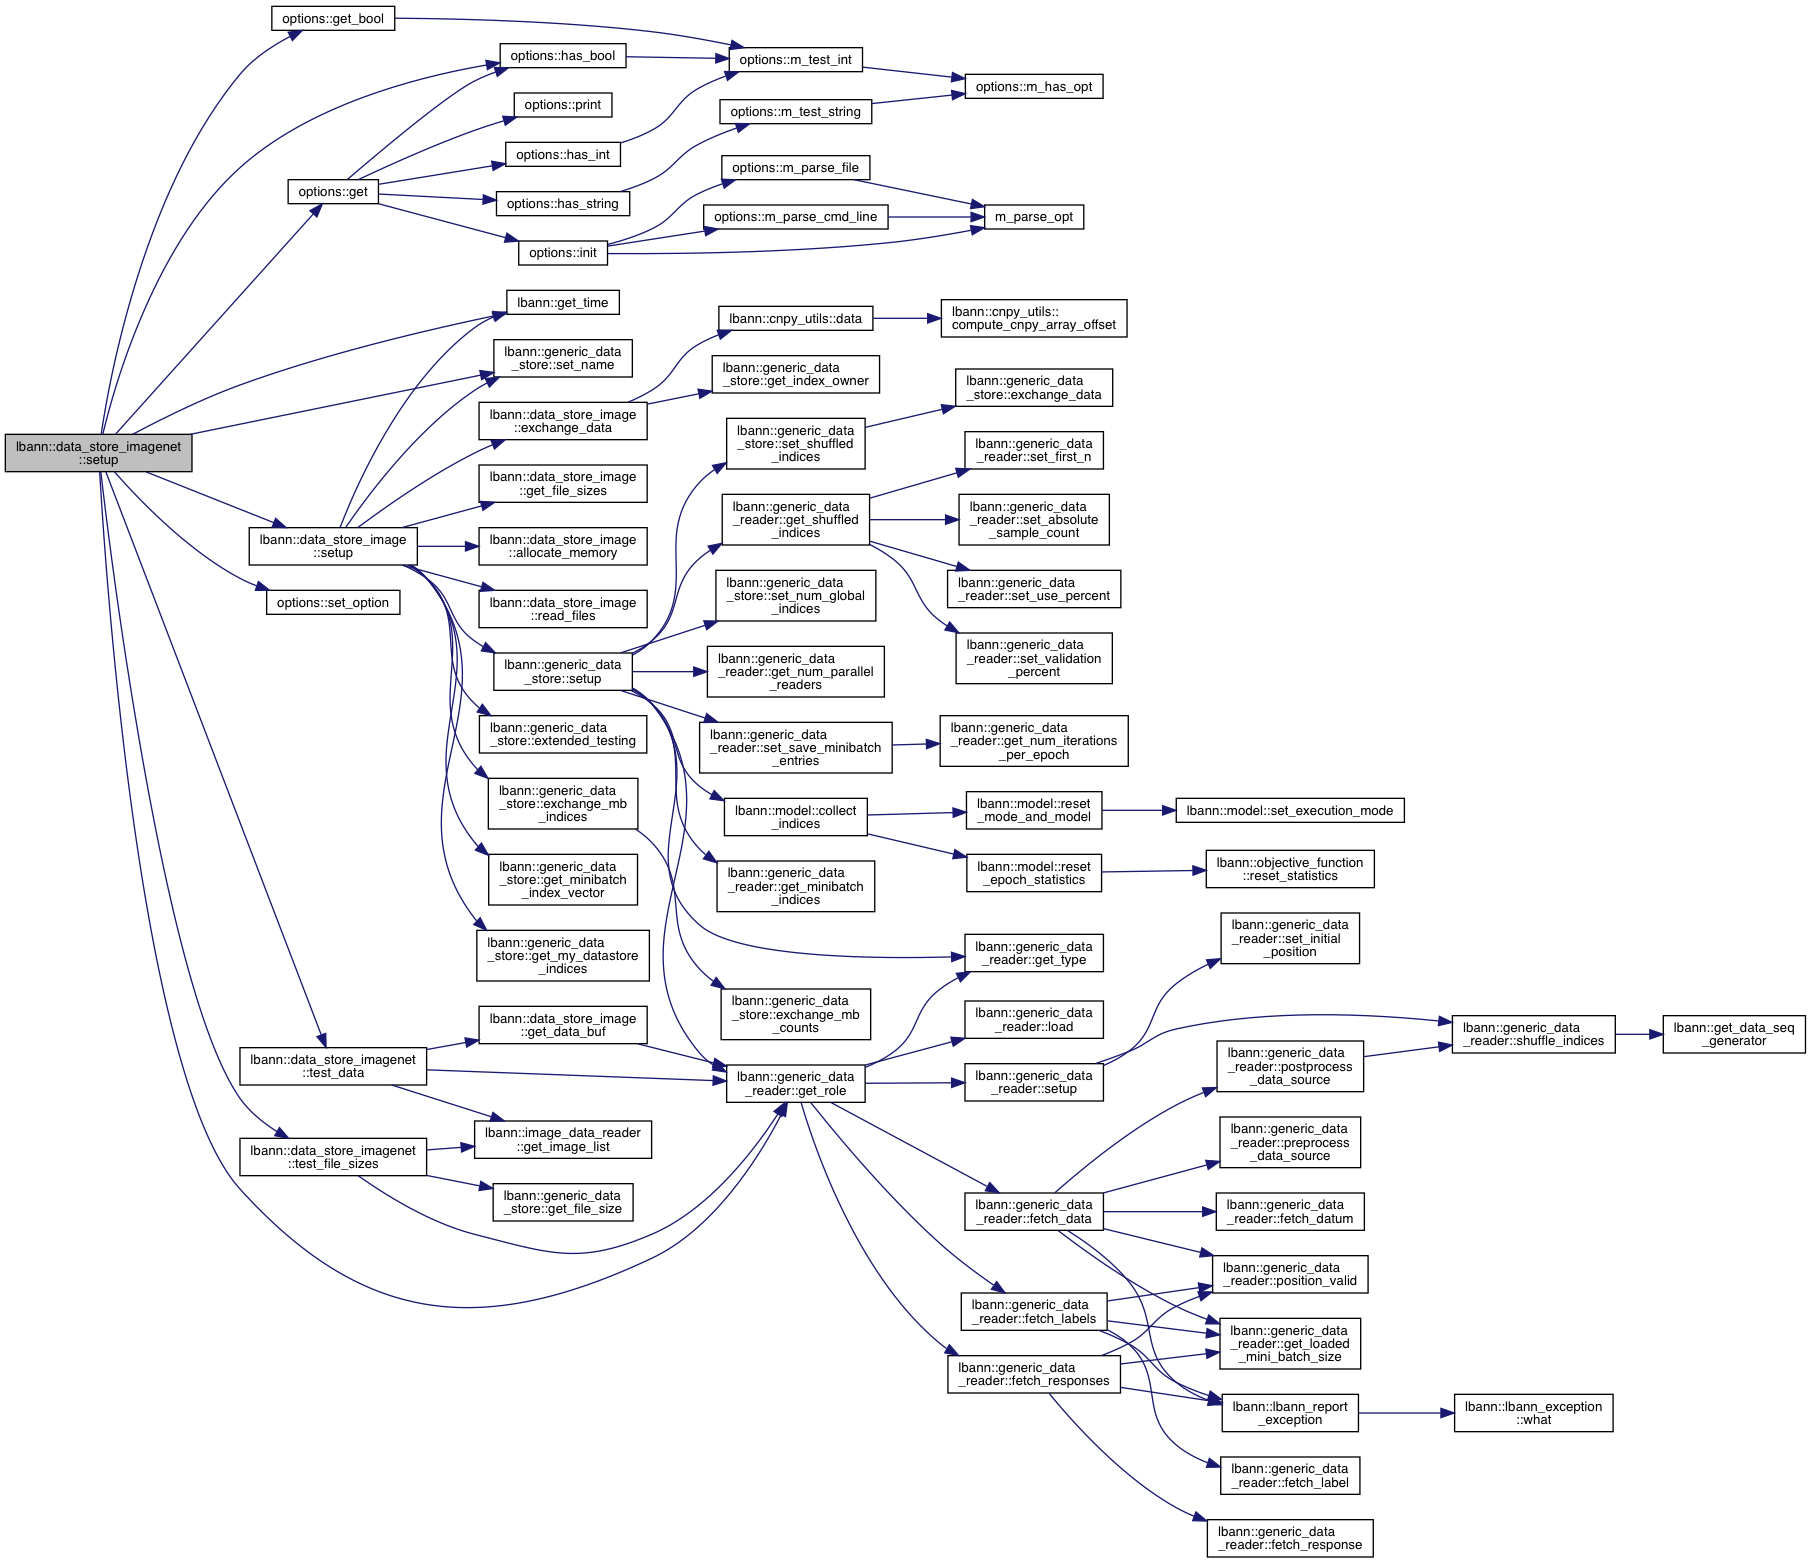 options::get_bool
options::has_bool
options::m_test_int
options::m_has_opt
options::print
options::m_test_string
options::has_int
options::m_parse_file
options::get
options::has_string
options::m_parse_cmd_line
m_parse_opt
options::init
lbann::get_time
lbann::cnpy_utils::data
lbann::cnpy_utils::
compute_cnpy_array_offset
lbann::generic_data
_store::set_name
lbann::generic_data
_store::get_index_owner
lbann::generic_data
_store::exchange_data
lbann::data_store_image
::exchange_data
lbann::generic_data
_store::set_shuffled
_indices
lbann::generic_data
_reader::set_first_n
lbann::data_store_imagenet
::setup
lbann::data_store_image
::get_file_sizes
lbann::generic_data
_reader::get_shuffled
_indices
lbann::generic_data
_reader::set_absolute
_sample_count
lbann::data_store_image
::setup
lbann::data_store_image
::allocate_memory
lbann::generic_data
_store::set_num_global
_indices
lbann::generic_data
_reader::set_use_percent
options::set_option
lbann::data_store_image
::read_files
lbann::generic_data
_reader::set_validation
_percent
lbann::generic_data
_store::setup
lbann::generic_data
_reader::get_num_parallel
_readers
lbann::generic_data
_store::extended_testing
lbann::generic_data
_reader::set_save_minibatch
_entries
lbann::generic_data
_reader::get_num_iterations
_per_epoch
lbann::generic_data
_store::exchange_mb
_indices
lbann::model::collect
_indices
lbann::model::reset
_mode_and_model
lbann::model::set_execution_mode
lbann::generic_data
_store::get_minibatch
_index_vector
lbann::generic_data
_reader::get_minibatch
_indices
lbann::model::reset
_epoch_statistics
lbann::objective_function
::reset_statistics
lbann::generic_data
_store::get_my_datastore
_indices
lbann::generic_data
_reader::get_type
lbann::generic_data
_reader::set_initial
_position
lbann::data_store_image
::get_data_buf
lbann::generic_data
_store::exchange_mb
_counts
lbann::generic_data
_reader::load
lbann::generic_data
_reader::shuffle_indices
lbann::get_data_seq
_generator
lbann::data_store_imagenet
::test_data
lbann::generic_data
_reader::get_role
lbann::generic_data
_reader::setup
lbann::generic_data
_reader::postprocess
_data_source
lbann::image_data_reader
::get_image_list
lbann::generic_data
_reader::preprocess
_data_source
lbann::data_store_imagenet
::test_file_sizes
lbann::generic_data
_store::get_file_size
lbann::generic_data
_reader::fetch_data
lbann::generic_data
_reader::fetch_datum
lbann::generic_data
_reader::position_valid
lbann::generic_data
_reader::fetch_labels
lbann::generic_data
_reader::get_loaded
_mini_batch_size
lbann::generic_data
_reader::fetch_responses
lbann::lbann_report
_exception
lbann::lbann_exception
::what
lbann::generic_data
_reader::fetch_label
lbann::generic_data
_reader::fetch_response